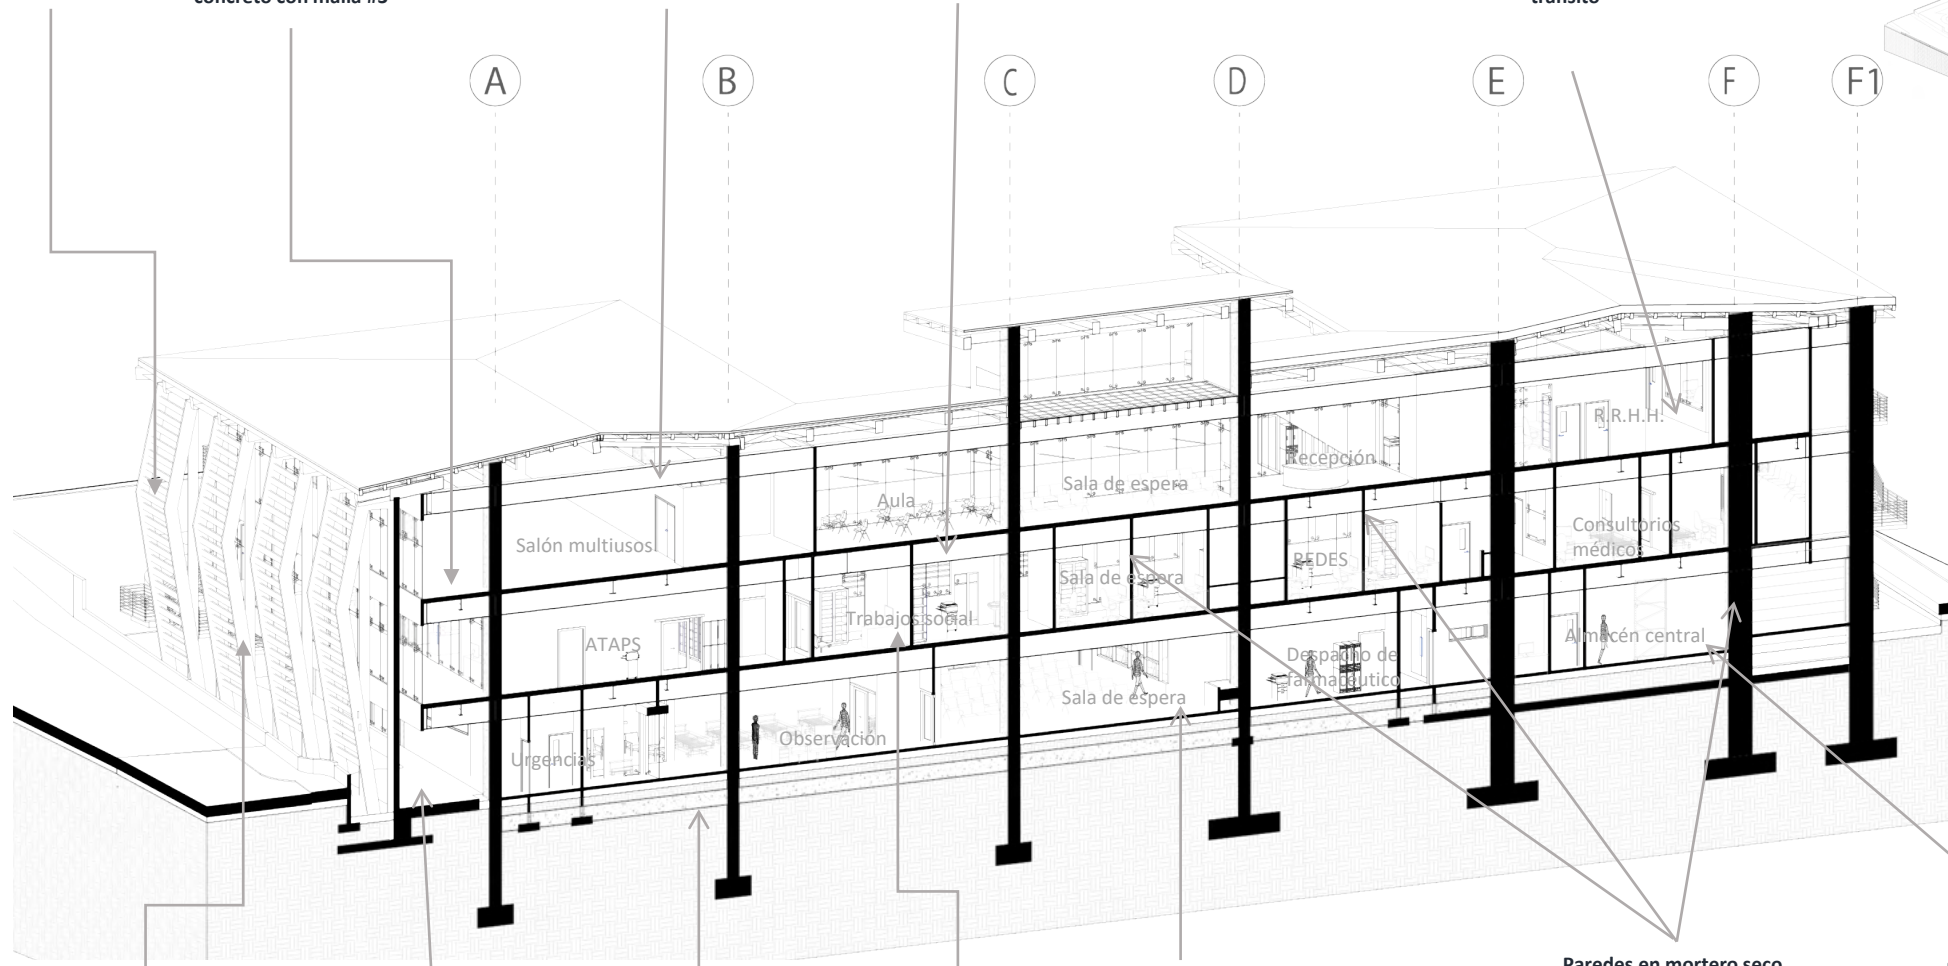 concreto con malla #3
tránsito
A
B
C
D
E
F
F1
R.R.H.H.
Recepción
Sala de espera
Aula
Salón multiusos
Consultorios
médicos
REDES
Sala de espera
Trabajos social
ATAPS
Almacén central
Despacho de
farmacéutico
Sala de espera
Observación
Urgencias
Paredes en mortero seco